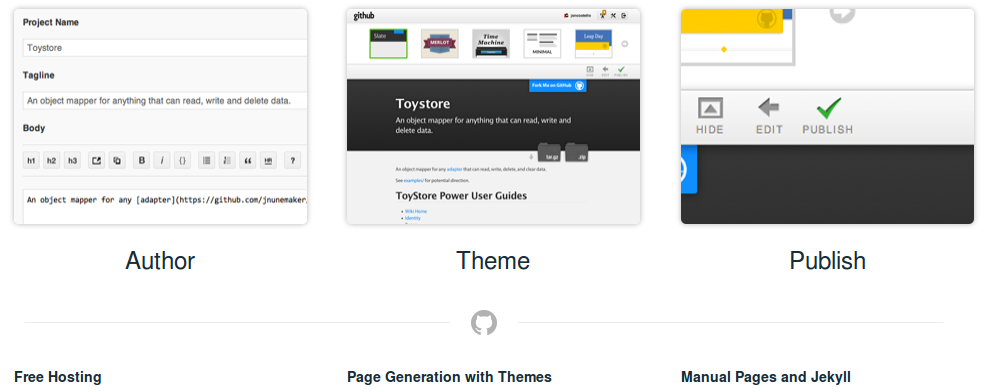 Project Name
Toystore
Tagline
An object mapper for anything that can read, write and delete data.
Body
h1 h2 h3 B i {} “ HR ?
An object mapper for any [adapter](https://github.com/jnunemaker,
Author
github
jnunemaker
Slate
MERLOT
Time
Machine
MINIMAL
Leap Day
HIDE EDIT PUBLISH
Fork Me on GitHub
Toystore
An object mapper for anything that can read, write and
delete data.
tar.gz .zip
An object mapper for any adapter that can read, write, delete, and clear data.
See examples/ for potential direction.
ToyStore Power User Guides
Wiki Home
Identity
Theme
HIDE EDIT PUBLISH
Publish
Free Hosting
Page Generation with Themes
Manual Pages and Jekyll